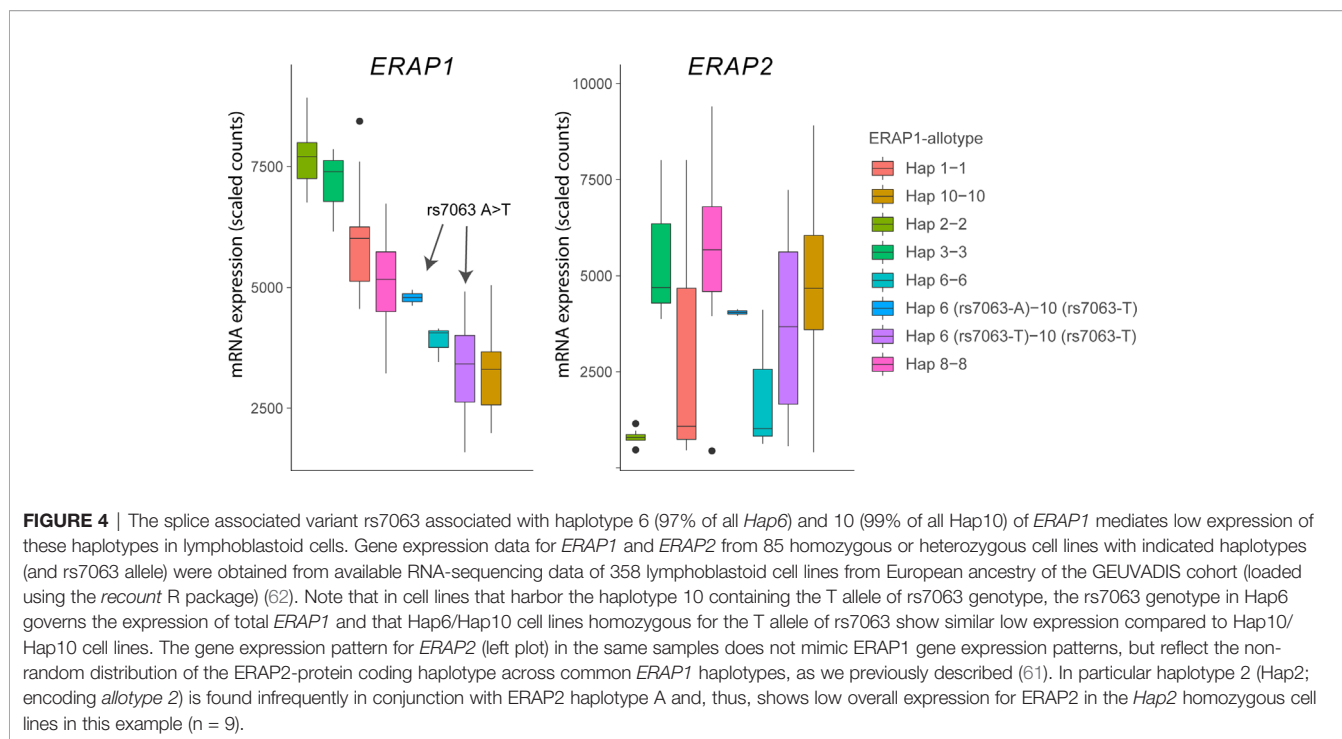 ERAP1
ERAP2
mRNA expression (scaled counts)
7500
5000
2500
rs7063 A>T
mRNA expression (scaled counts)
10000
7500
5000
2500
ERAP1-allotype
Hap 1−1
Hap 10−10
Hap 2−2
Hap 3−3
Hap 6−6
Hap 6 (rs7063-A)−10 (rs7063-T)
Hap 6 (rs7063-T)−10 (rs7063-T)
Hap 8−8
FIGURE 4 | The splice associated variant rs7063 associated with haplotype 6 (97% of all Hap6) and 10 (99% of all Hap10) of ERAP1 mediates low expression of
these haplotypes in lymphoblastoid cells. Gene expression data for ERAP1 and ERAP2 from 85 homozygous or heterozygous cell lines with indicated haplotypes
(and rs7063 allele) were obtained from available RNA-sequencing data of 358 lymphoblastoid cell lines from European ancestry of the GEUVADIS cohort (loaded
using the recount R package) (62). Note that in cell lines that harbor the haplotype 10 containing the T allele of rs7063 genotype, the rs7063 genotype in Hap6
governs the expression of total ERAP1 and that Hap6/Hap10 cell lines homozygous for the T allele of rs7063 show similar low expression compared to Hap10/
Hap10 cell lines. The gene expression pattern for ERAP2 (left plot) in the same samples does not mimic ERAP1 gene expression patterns, but reflect the non-
random distribution of the ERAP2-protein coding haplotype across common ERAP1 haplotypes, as we previously described (61). In particular haplotype 2 (Hap2;
encoding allotype 2) is found infrequently in conjunction with ERAP2 haplotype A and, thus, shows low overall expression for ERAP2 in the Hap2 homozygous cell
lines in this example (n = 9).